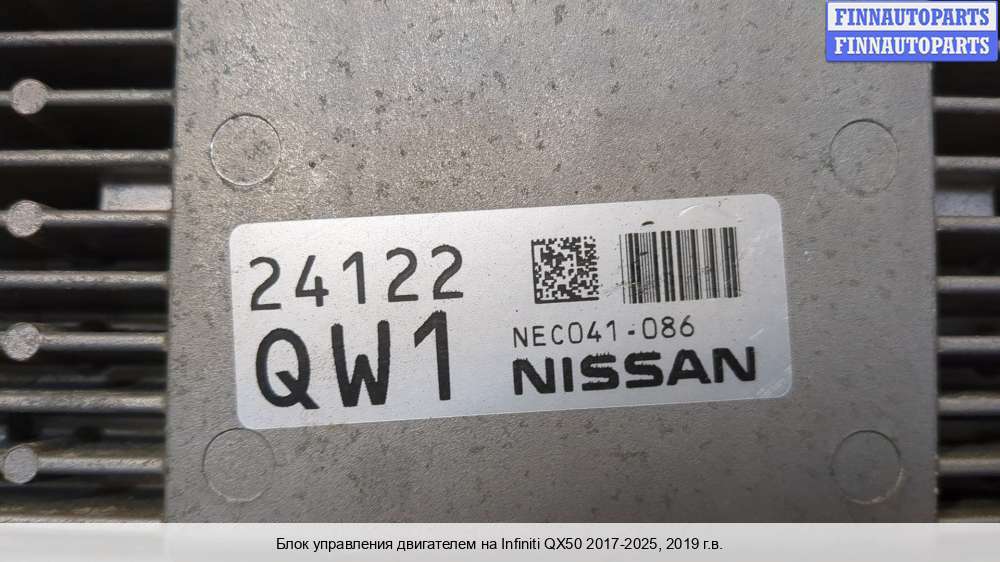 FINNAUTOPARTS
FINNAUTOPARTS
24122
QW1
NEC041-086
NISSAN
Блок управления двигателем на Infiniti QX50 2017-2025, 2019 г.в.